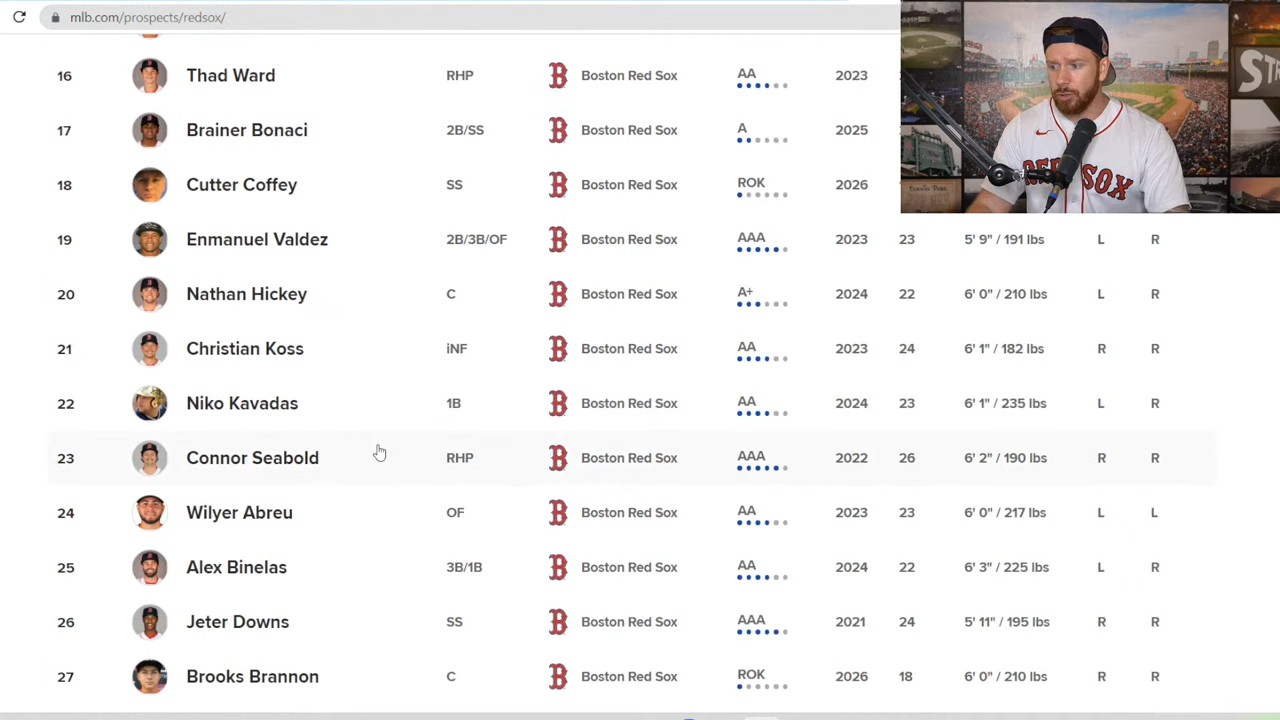 mlb.com/prospects/redsox/
16 Thad Ward RHP Boston Red Sox AA 2023
17 Brainer Bonaci 2B/SS Boston Red Sox A 2025
18 Cutter Coffey SS Boston Red Sox ROK 2026
19 Enmanuel Valdez 2B/3B/OF Boston Red Sox AAA 2023 23 5' 9" / 191 lbs L R
20 Nathan Hickey C Boston Red Sox A+ 2024 22 6' 0" / 210 lbs L R
21 Christian Koss iNF Boston Red Sox AA 2023 24 6' 1" / 182 lbs R R
22 Niko Kavadas 1B Boston Red Sox AA 2024 23 6' 1" / 235 lbs L R
23 Connor Seabold RHP Boston Red Sox AAA 2022 26 6' 2" / 190 lbs R R
24 Wilyer Abreu OF Boston Red Sox AA 2023 23 6' 0" / 217 lbs L L
25 Alex Binelas 3B/1B Boston Red Sox AA 2024 22 6' 3" / 225 lbs L R
26 Jeter Downs SS Boston Red Sox AAA 2021 24 5' 11" / 195 lbs R R
27 Brooks Brannon C Boston Red Sox ROK 2026 18 6' 0" / 210 lbs R R